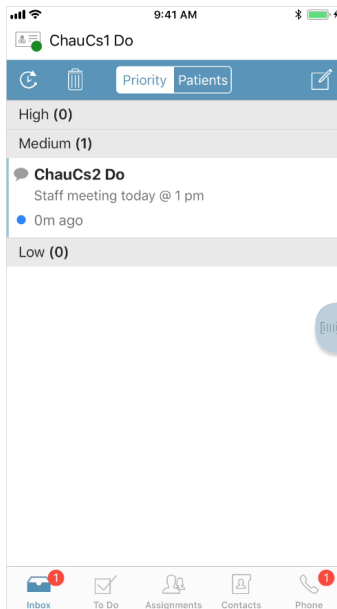 9:41 AM
ChauCs1 Do
Priority Patients
High (0)
Medium (1)
ChauCs2 Do
Staff meeting today @ 1 pm
0m ago
Low (0)
1 1
Inbox To Do Assignments Contacts Phone